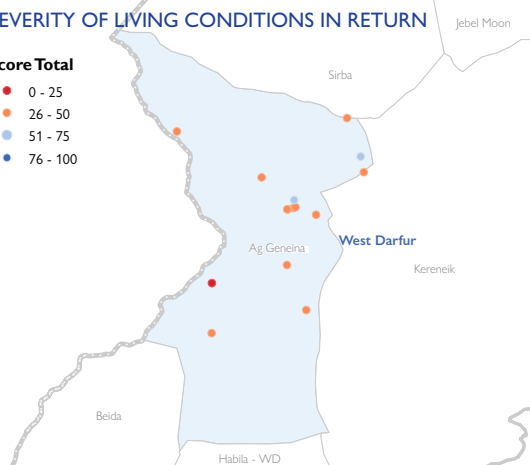 EVERITY OF LIVING CONDITIONS IN RETURN
Jebel Moon
core Total
Sirba
0 - 25
26 - 50
51 - 75
76 - 100
West Darfur
Ag Geneina
Kereneik
Beida
Habila - WD